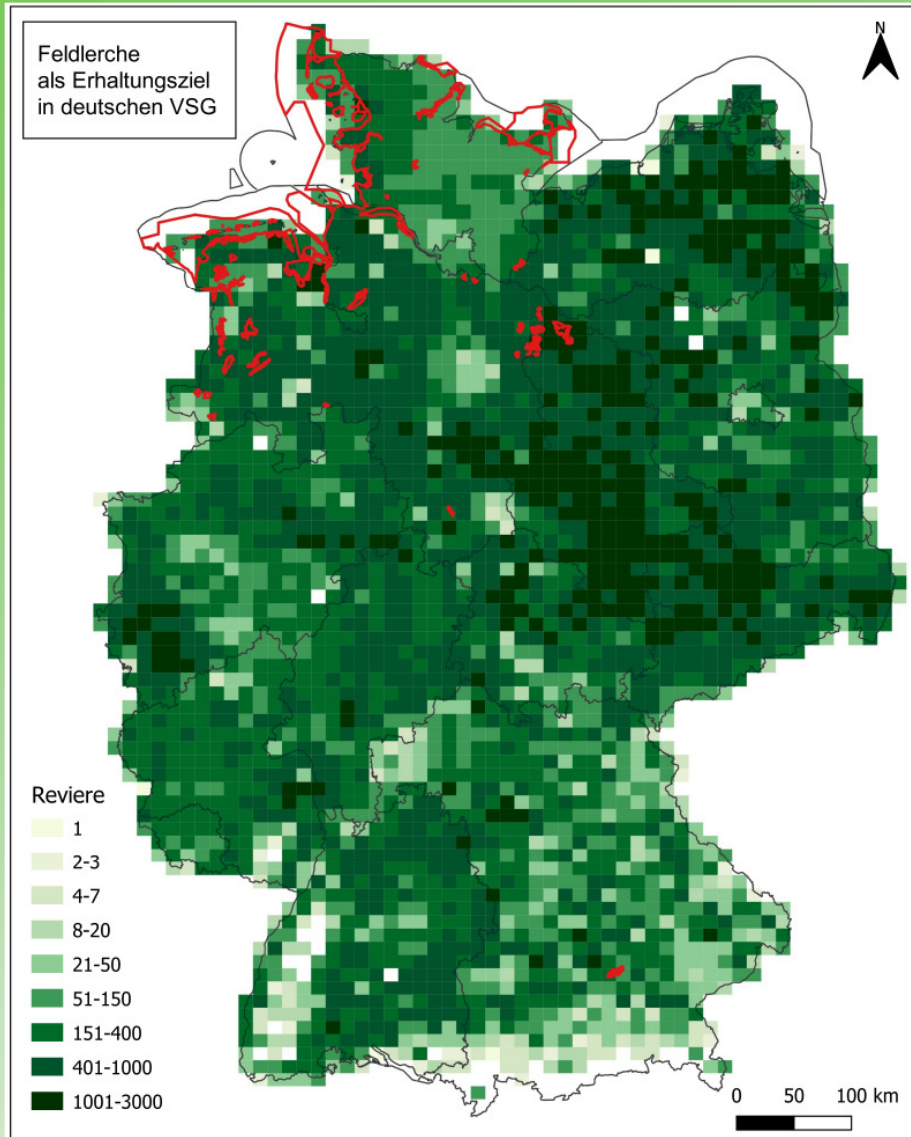 Feldlerche
als Erhaltungsziel
in deutschen VSG
N
Reviere
1
2-3
4-7
8-20
21-50
51-150
151-400
401-1000
1001-3000
0 50 100 km